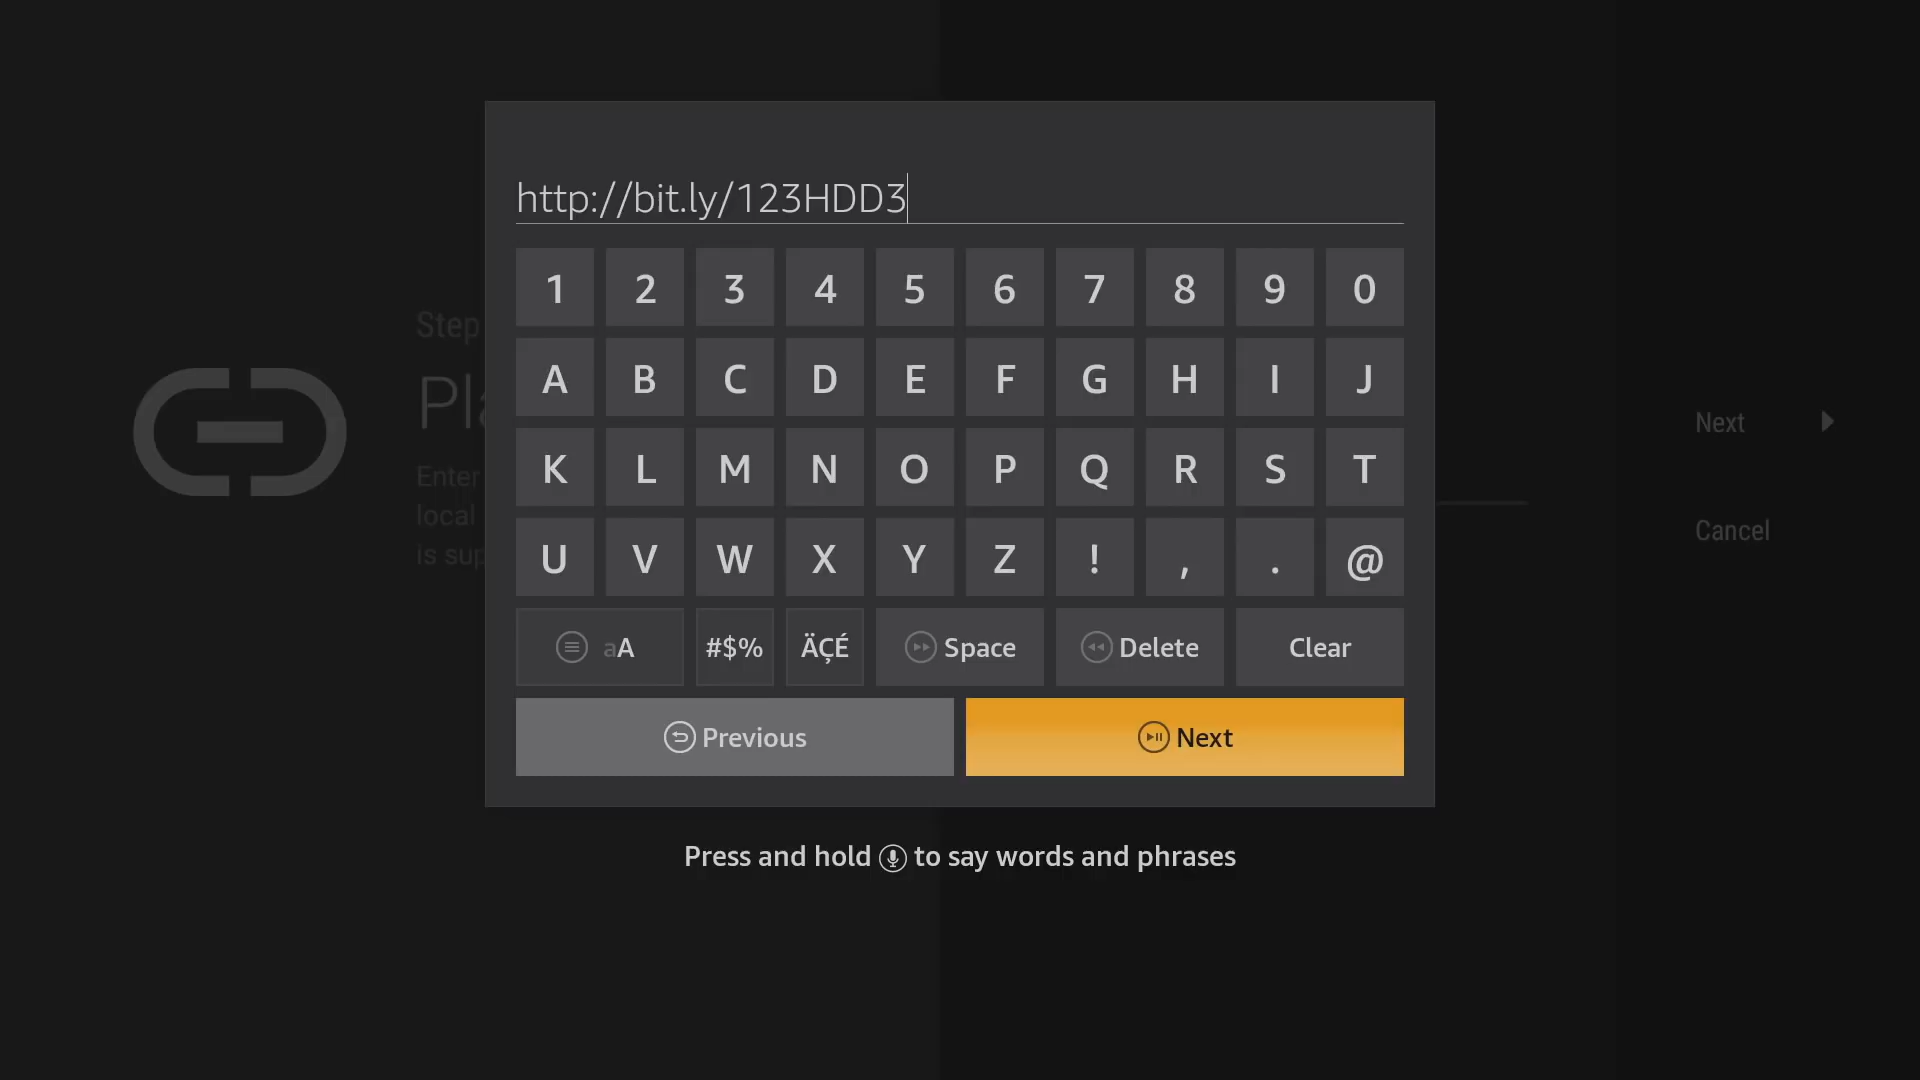 http://bit.ly/123HDD3
1 2 3 4 5 6 7 8 9 0
Step
A B C D E F G H I J
K L M N O P Q R S T
Enter
local
is
U V W X Y Z ! , . @
aA #$% ÄÇÉ Space Delete Clear
Previous Next
Next
Cancel
Press and hold to say words and phrases